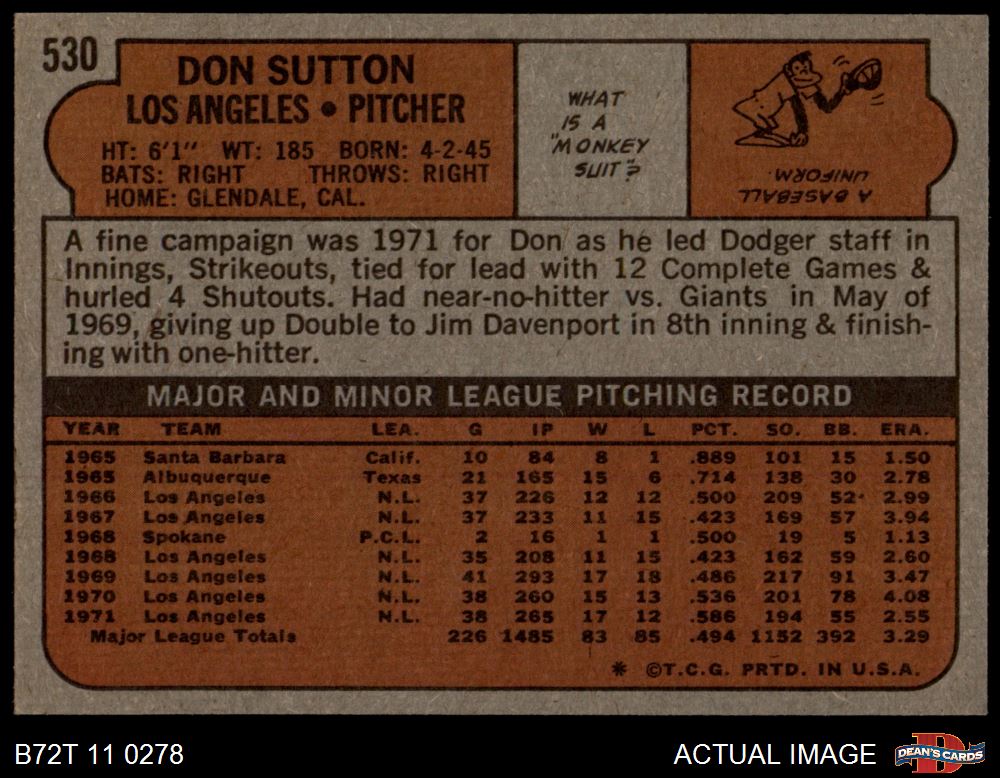 530
DON SUTTON
LOS ANGELES • PITCHER
HT: 6'1" WT: 185 BORN: 4-2-45
BATS: RIGHT THROWS: RIGHT
HOME: GLENDALE, CAL.
WHAT
IS A
"MONKEY
SUIT?
A BASEBALL
UNIFORM.
A fine campaign was 1971 for Don as he led Dodger staff in
Innings, Strikeouts, tied for lead with 12 Complete Games &
hurled 4 Shutouts. Had near-no-hitter vs. Giants in May of
1969, giving up Double to Jim Davenport in 8th inning & finish-
ing with one-hitter.
MAJOR AND MINOR LEAGUE PITCHING RECORD
YEAR TEAM LEA. G IP W L PCT. SO. BB. ERA.
1965 Santa Barbara Calif. 10 84 8 1 .889 101 15 1.50
1965 Albuquerque Texas 21 165 15 6 .714 138 30 2.78
1966 Los Angeles N.L. 37 226 12 12 .500 209 52 2.99
1967 Los Angeles N.L. 37 233 11 15 .423 169 57 3.94
1968 Spokane P.C.L. 2 16 1 1 .500 19 5 1.13
1968 Los Angeles N.L. 35 208 11 15 .423 162 59 2.60
1969 Los Angeles N.L. 41 293 17 18 .486 217 91 3.47
1970 Los Angeles N.L. 38 260 15 13 .536 201 78 4.08
1971 Los Angeles N.L. 38 265 17 12 .586 194 55 2.55
Major League Totals 226 1485 83 85 .494 1152 392 3.29
* ©T.C.G. PRTD. IN U.S.A.
B72T 11 0278
ACTUAL IMAGE
DEAN'S CARDS